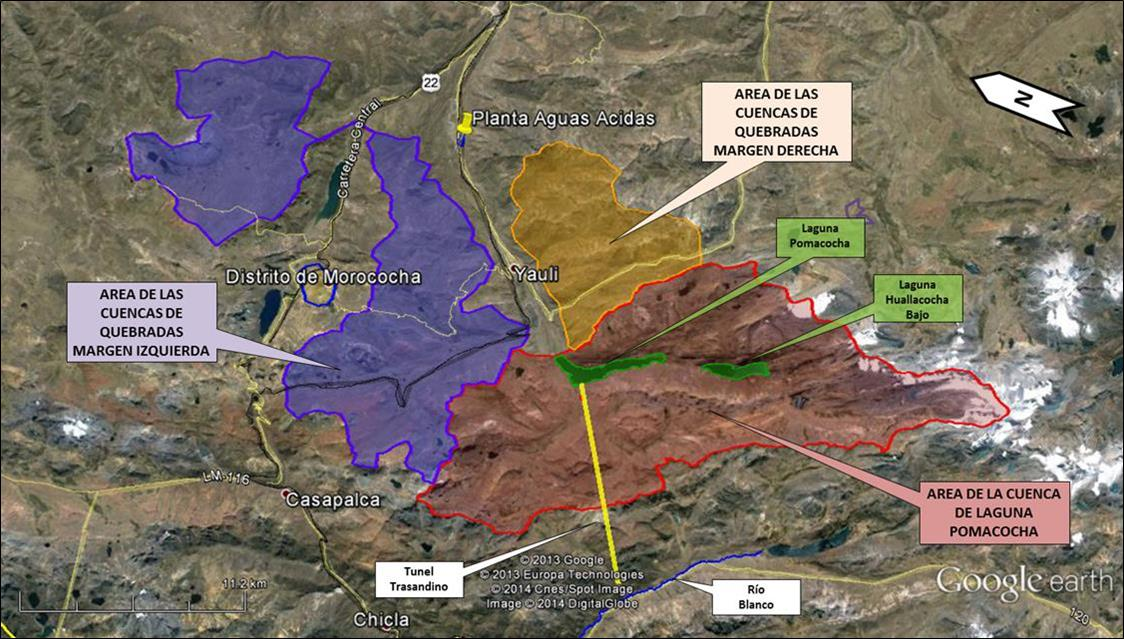 22
Planta Aguas Acidas
AREA DE LAS
CUENCAS DE
QUEBRADAS
MARGEN DERECHA
N
Carretera Central
Laguna
Pomacocha
Distrito de Morococha
Yauli
Laguna
Huallacocha
Bajo
AREA DE LAS
CUENCAS DE
QUEBRADAS
MARGEN IZQUIERDA
LM-116
Casapalca
AREA DE LA CUENCA
DE LAGUNA
POMACOCHA
Tunel
Trasandino
© 2013 Google
© 2013 Europa Technologies
© 2014 Cnes/Spot Image
Image © 2014 DigitalGlobe
Río
Blanco
Google earth
11.2 km
Chicla
120